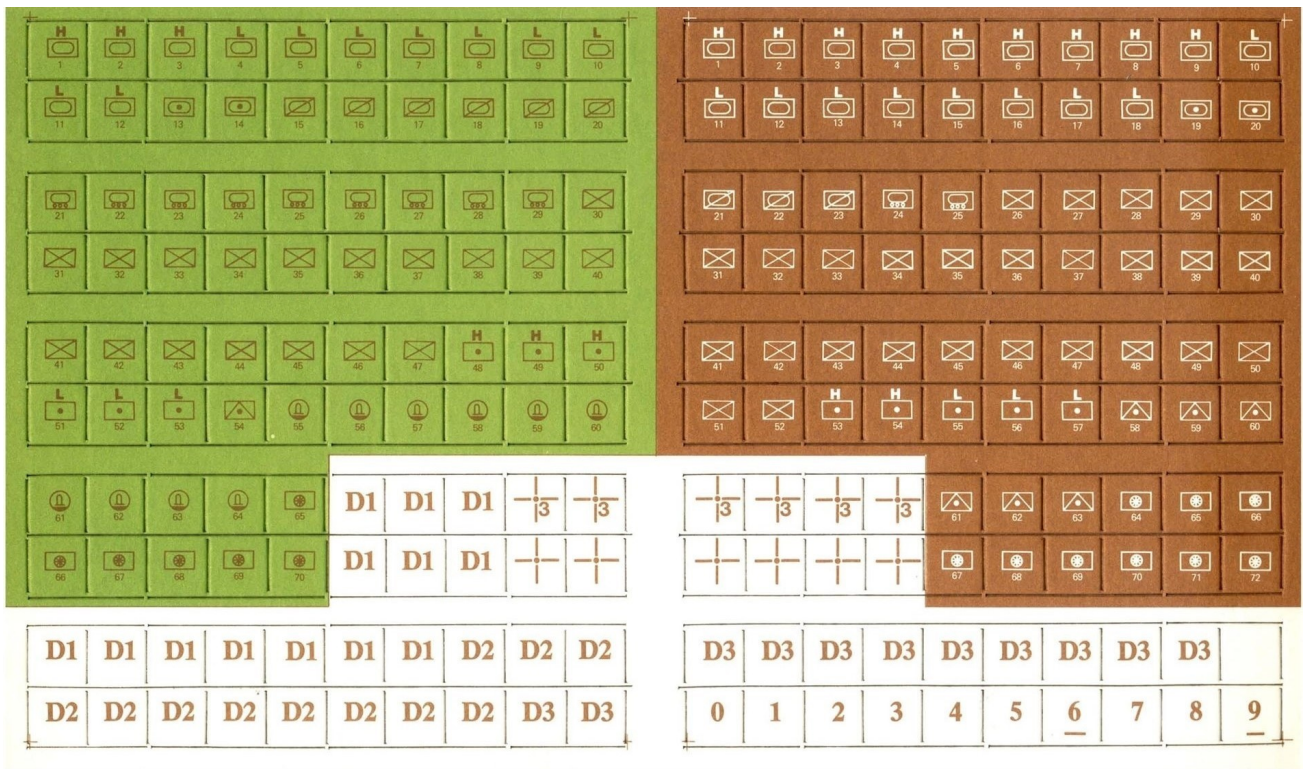 H H H L L L L L L L
1 2 3 4 5 6 7 8 9 10
L L
11 12 13 14 15 16 17 18 19 20
21 22 23 24 25 26 27 28 29 30
31 32 33 34 35 36 37 38 39 40
H H H
41 42 43 44 45 46 47 48 49 50
L L L
51 52 53 54 55 56 57 58 59 60
61 62 63 64 65 D1 D1 D1 3 3
66 67 68 69 70 D1 D1 D1
D1 D1 D1 D1 D1 D1 D1 D2 D2 D2
D2 D2 D2 D2 D2 D2 D2 D2 D3 D3
H H H H H H H H H L
1 2 3 4 5 6 7 8 9 10
L L L L L L L L
11 12 13 14 15 16 17 18 19 20
21 22 23 24 25 26 27 28 29 30
31 32 33 34 35 36 37 38 39 40
41 42 43 44 45 46 47 48 49 50
H H L L L
51 52 53 54 55 56 57 58 59 60
3 3 3 3 61 62 63 64 65 66
67 68 69 70 71 72
D3 D3 D3 D3 D3 D3 D3 D3 D3
0 1 2 3 4 5 6 7 8 9